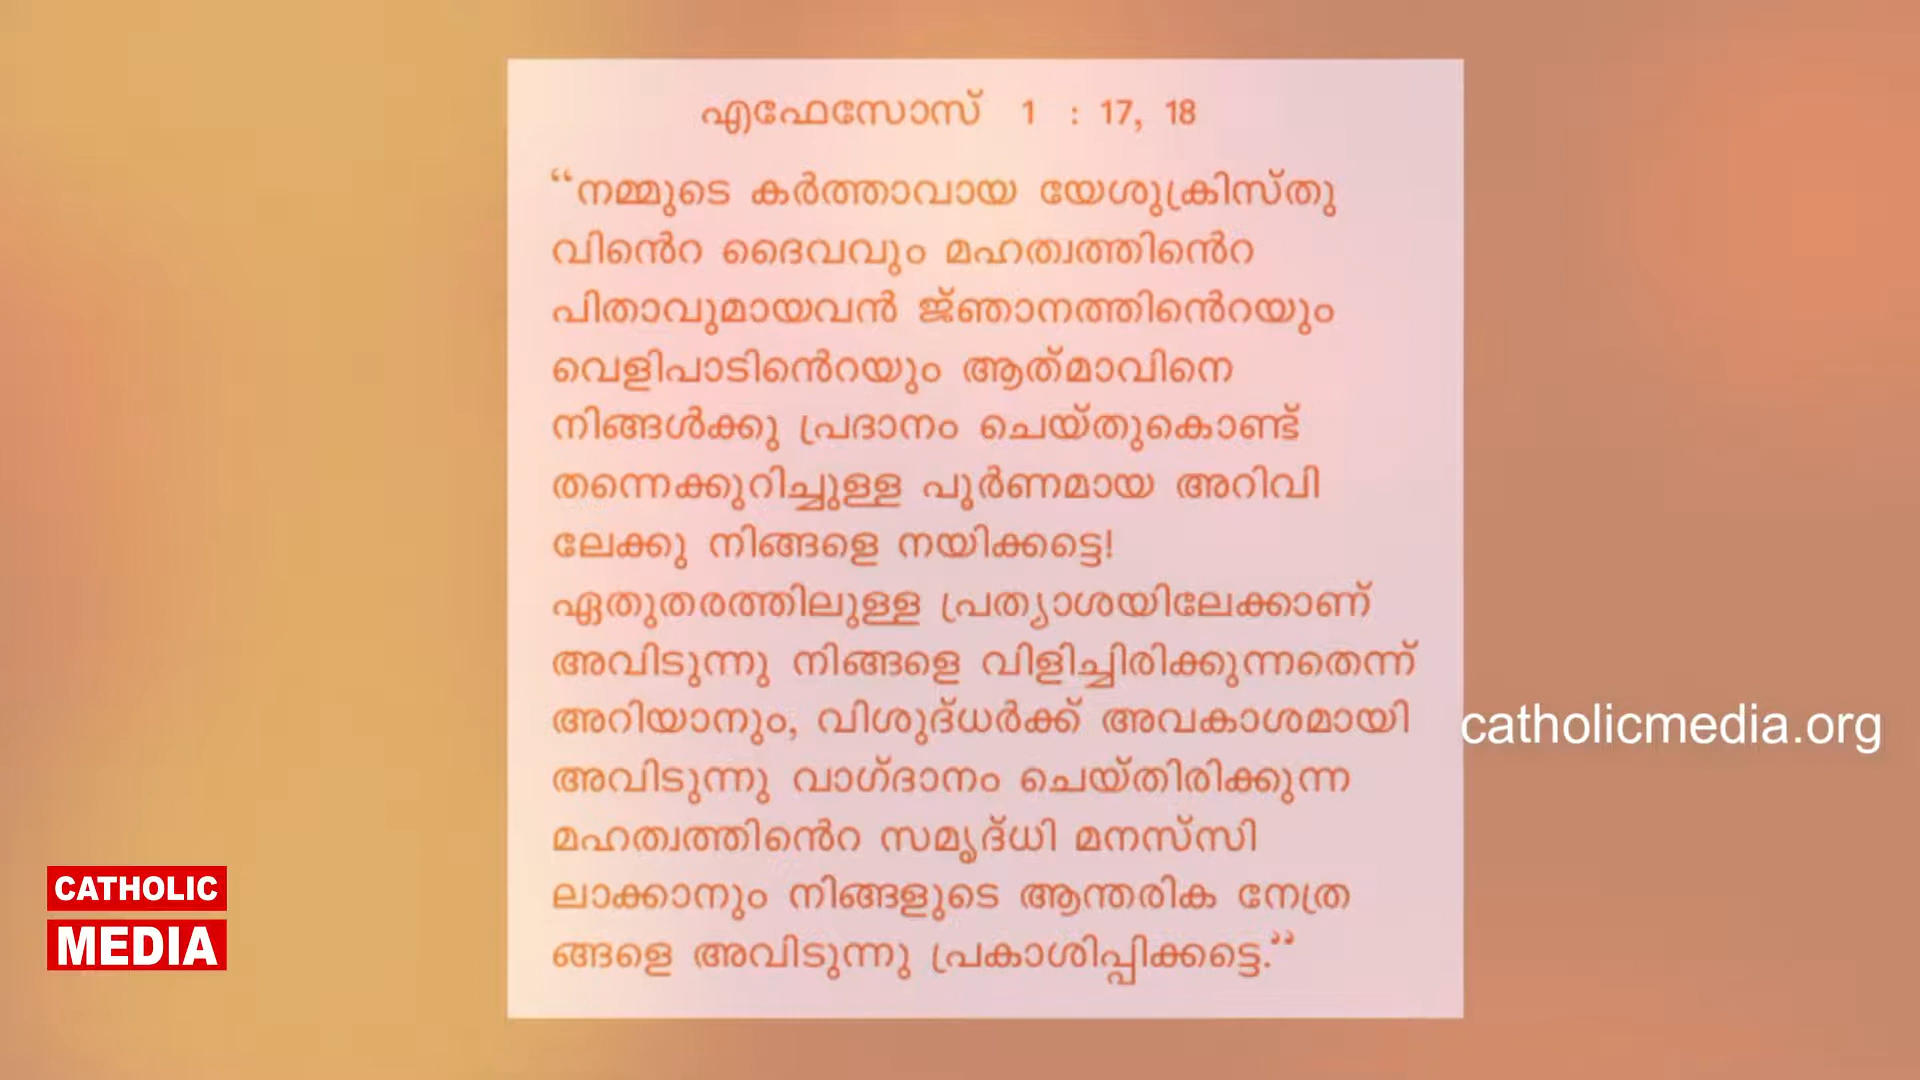 എഫേസോസ് 1 : 17, 18
“നമ്മുടെ കർത്താവായ യേശുക്രിസ്തു
വിൻെറ ദൈവവും മഹത്വത്തിൻെറ
പിതാവുമായവൻ ജ്ഞാനത്തിൻെറയും
വെളിപാടിൻെറയും ആത്മാവിനെ
നിങ്ങൾക്കു പ്രദാനം ചെയ്തുകൊണ്ട്
തന്നെക്കുറിച്ചുള്ള പൂർണമായ അറിവി
ലേക്കു നിങ്ങളെ നയിക്കട്ടെ!
ഏതുതരത്തിലുള്ള പ്രത്യാശയിലേക്കാണ്
അവിടുന്നു നിങ്ങളെ വിളിച്ചിരിക്കുന്നതെന്ന്
അറിയാനും, വിശുദ്ധർക്ക് അവകാശമായി
അവിടുന്നു വാഗ്ദാനം ചെയ്തിരിക്കുന്ന
മഹത്വത്തിൻെറ സമൃദ്ധി മനസ്സി
ലാക്കാനും നിങ്ങളുടെ ആന്തരിക നേത്ര
ങ്ങളെ അവിടുന്നു പ്രകാശിപ്പിക്കട്ടെ.”
catholicmedia.org
CATHOLIC
MEDIA